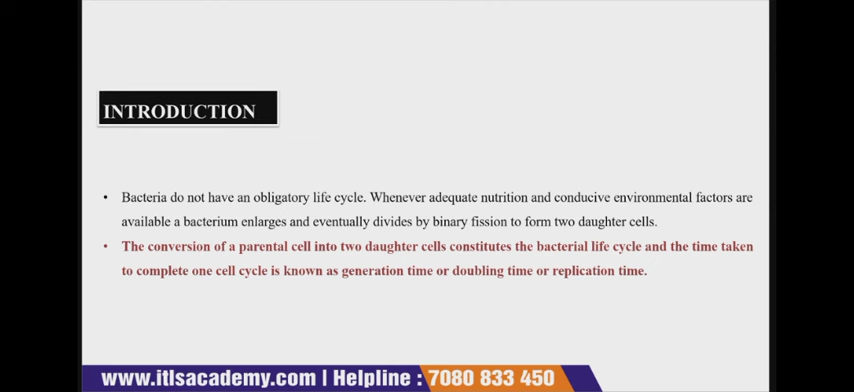 INTRODUCTION
• Bacteria do not have an obligatory life cycle. Whenever adequate nutrition and conducive environmental factors are
available a bacterium enlarges and eventually divides by binary fission to form two daughter cells.
• The conversion of a parental cell into two daughter cells constitutes the bacterial life cycle and the time taken
to complete one cell cycle is known as generation time or doubling time or replication time.
www.itlsacademy.com | Helpline : 7080 833 450